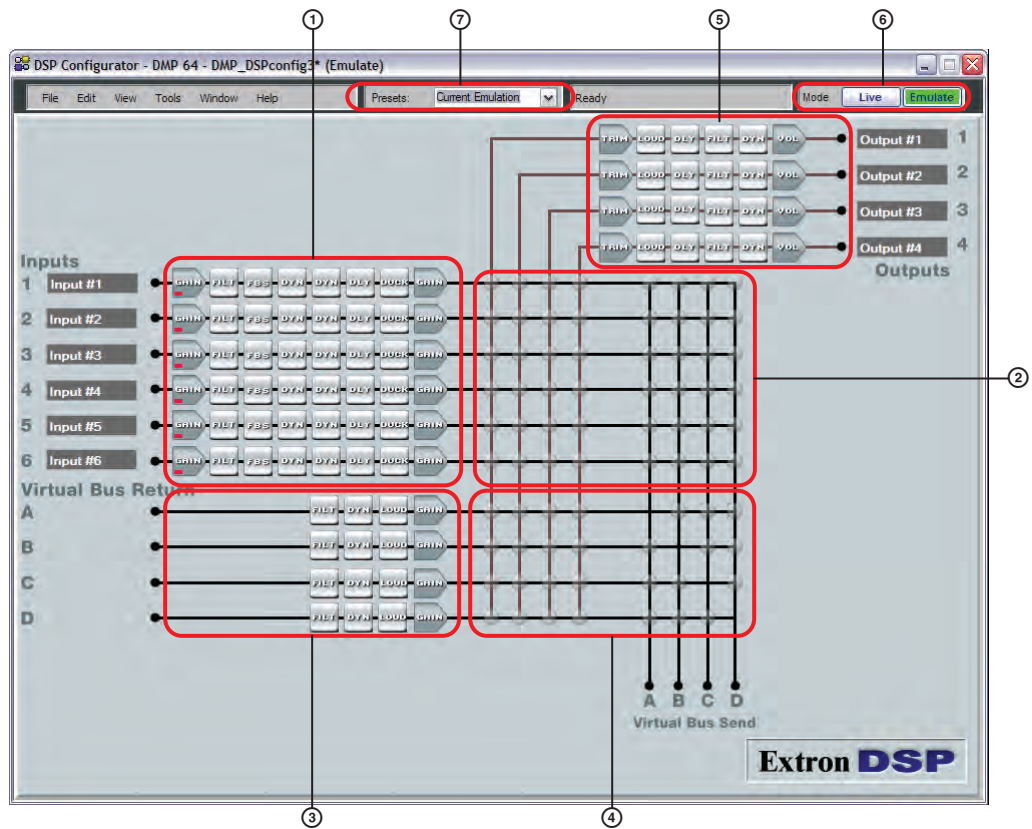 ① ⑦ ⑤ ⑥
DSP Configurator - DMP 64 - DMP_DSPconfig3* (Emulate)
File Edit View Tools Window Help Presets: Current Emulation Ready Mode Live Emulate
TRIM LOUD DLY FILT DYN VOL Output #1 1
TRIM LOUD DLY FILT DYN VOL Output #2 2
TRIM LOUD DLY FILT DYN VOL Output #3 3
TRIM LOUD DLY FILT DYN VOL Output #4 4
Outputs
Inputs
1 Input #1 GAIN FILT FBS DYN DYN DLY DUCK GAIN
2 Input #2 GAIN FILT FBS DYN DYN DLY DUCK GAIN
3 Input #3 GAIN FILT FBS DYN DYN DLY DUCK GAIN
②
4 Input #4 GAIN FILT FBS DYN DYN DLY DUCK GAIN
5 Input #5 GAIN FILT FBS DYN DYN DLY DUCK GAIN
6 Input #6 GAIN FILT FBS DYN DYN DLY DUCK GAIN
Virtual Bus Return
A FILT DYN LOUD GAIN
B FILT DYN LOUD GAIN
C FILT DYN LOUD GAIN
D FILT DYN LOUD GAIN
A B C D
Virtual Bus Send
Extron DSP
③ ④